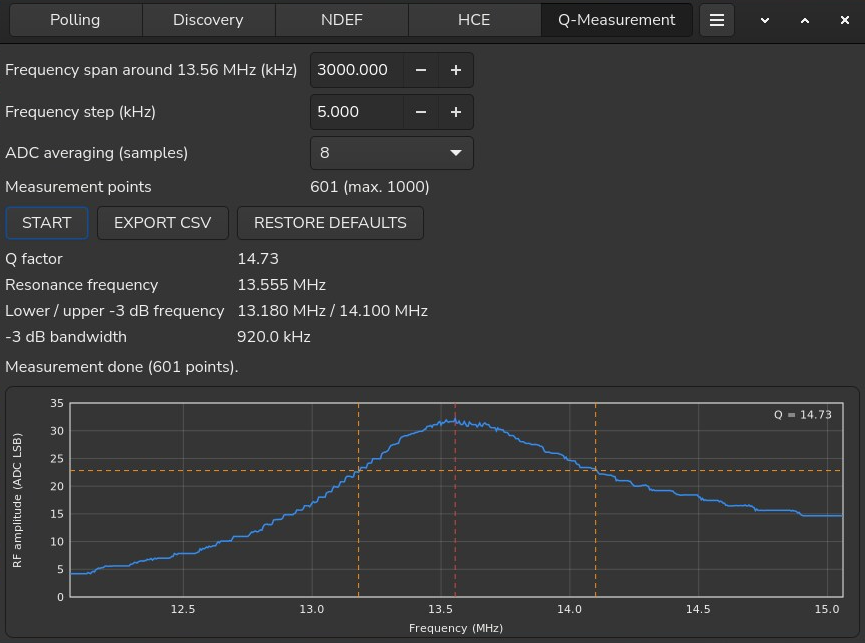 Polling Discovery NDEF HCE Q-Measurement
Frequency span around 13.56 MHz (kHz) 3000.000 − +
Frequency step (kHz) 5.000 − +
ADC averaging (samples) 8
Measurement points 601 (max. 1000)
START EXPORT CSV RESTORE DEFAULTS
Q factor 14.73
Resonance frequency 13.555 MHz
Lower / upper -3 dB frequency 13.180 MHz / 14.100 MHz
-3 dB bandwidth 920.0 kHz
Measurement done (601 points).
RF amplitude (ADC LSB)
35
30
25
20
15
10
5
0
Q = 14.73
12.5 13.0 13.5 14.0 14.5 15.0
Frequency (MHz)